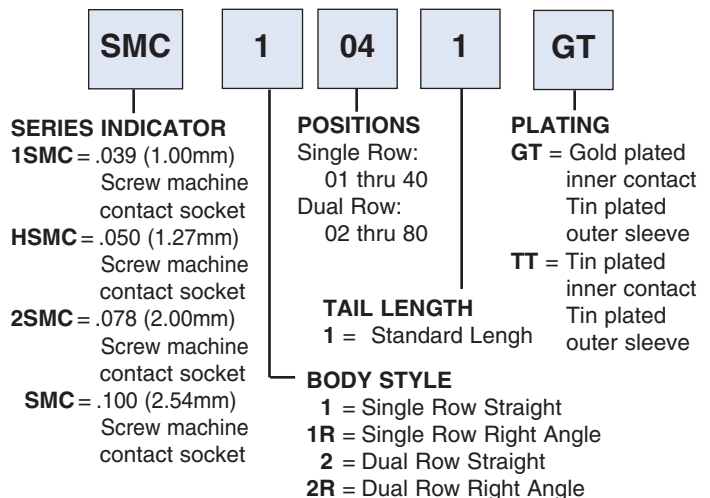 SMC 1 04 1 GT
SERIES INDICATOR
1SMC = .039 (1.00mm)
Screw machine
contact socket
HSMC = .050 (1.27mm)
Screw machine
contact socket
2SMC = .078 (2.00mm)
Screw machine
contact socket
SMC = .100 (2.54mm)
Screw machine
contact socket
POSITIONS
Single Row:
01 thru 40
Dual Row:
02 thru 80
TAIL LENGTH
1 = Standard Lengh
BODY STYLE
1 = Single Row Straight
1R = Single Row Right Angle
2 = Dual Row Straight
2R = Dual Row Right Angle
PLATING
GT = Gold plated
inner contact
Tin plated
outer sleeve
TT = Tin plated
inner contact
Tin plated
outer sleeve